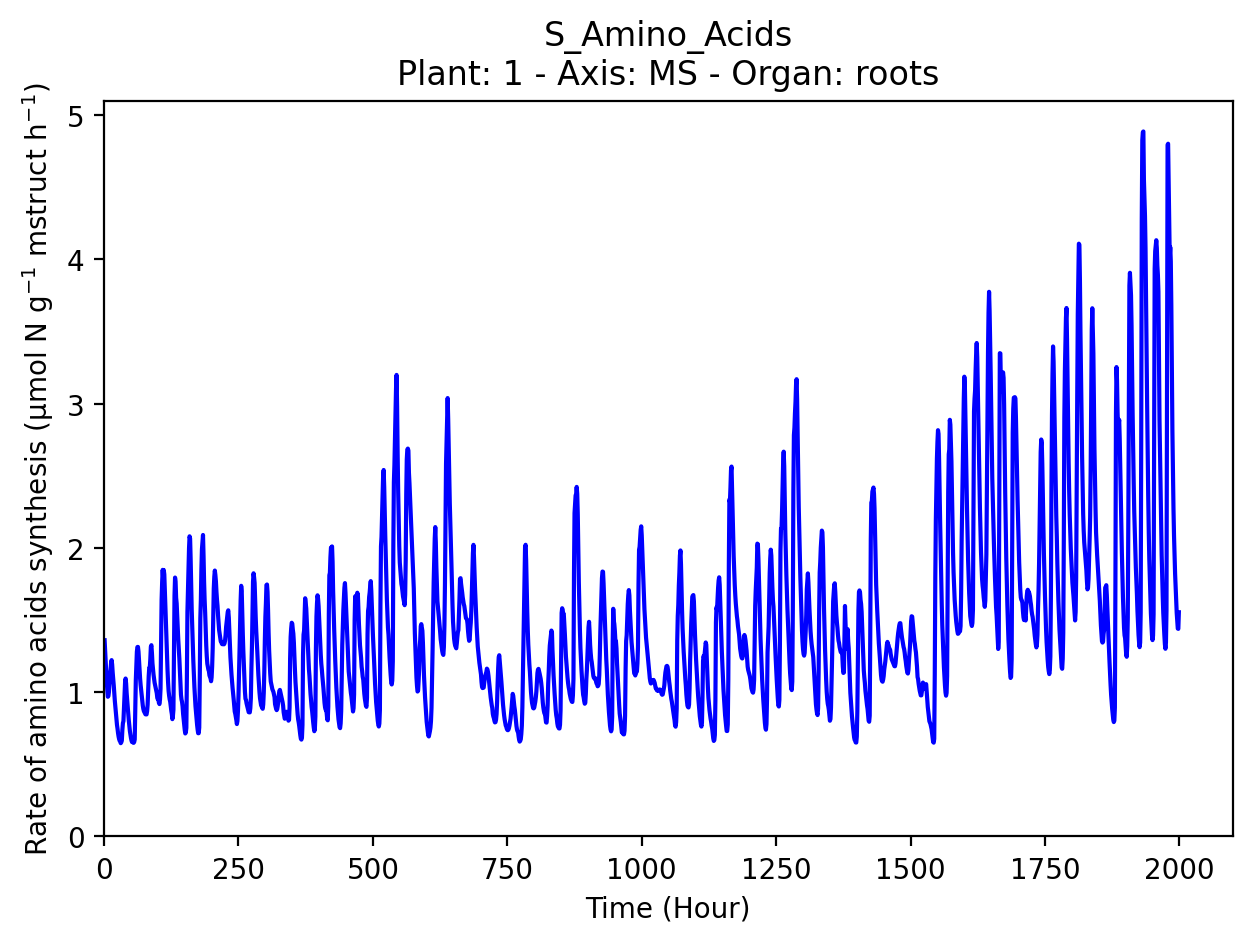 S_Amino_Acids
Plant: 1 - Axis: MS - Organ: roots
Rate of amino acids synthesis (µmol N g⁻¹ mstruct h⁻¹)
5
4
3
2
1
0
0 250 500 750 1000 1250 1500 1750 2000
Time (Hour)